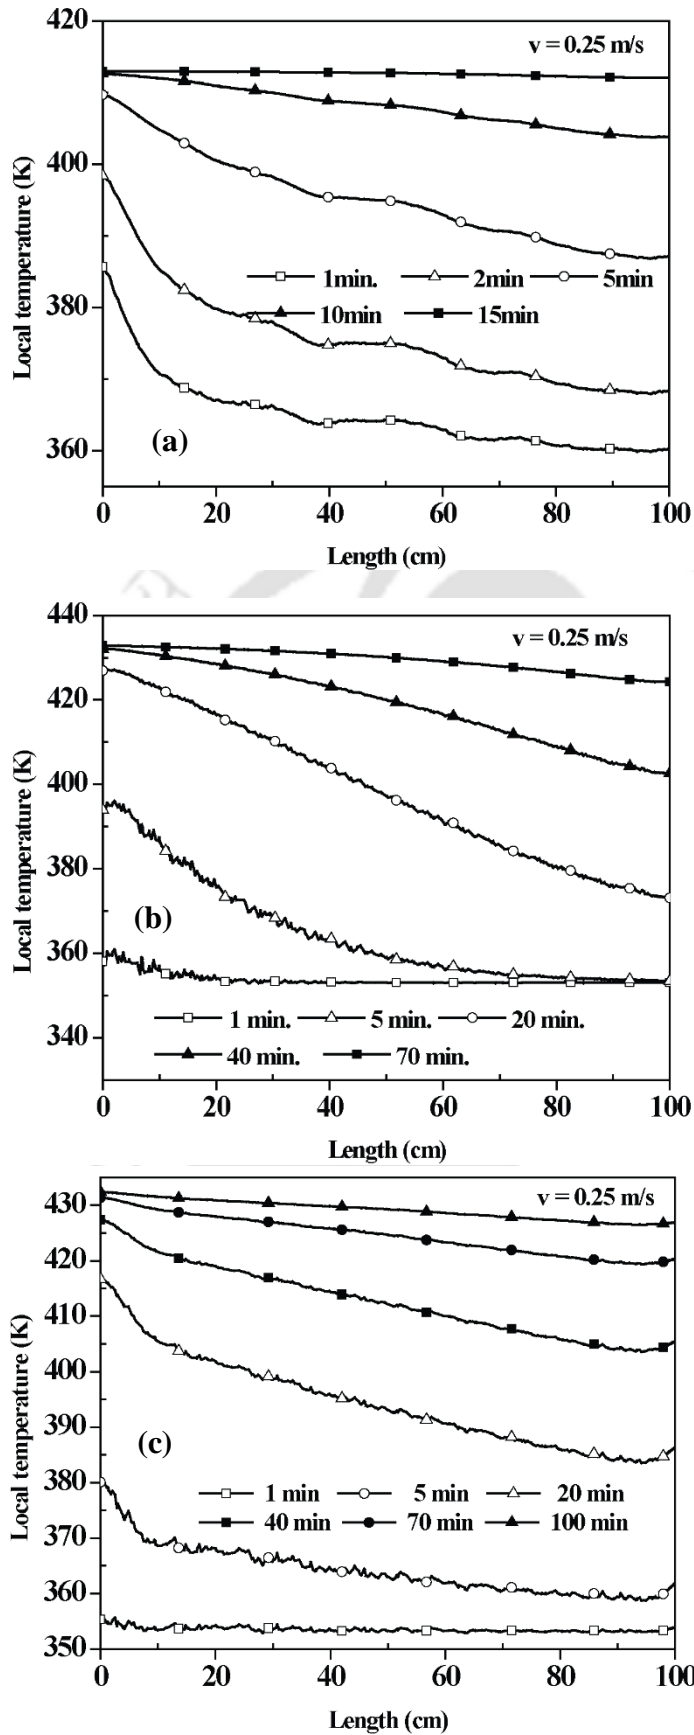 420
v = 0.25 m/s
400
Local temperature (K)
1min. 2min 5min
380
10min 15min
360
(a)
0 20 40 60 80 100
Length (cm)
440
v = 0.25 m/s
420
400
Local temperature (K)
380
(b)
360
1 min. 5 min. 20 min.
340
40 min. 70 min.
0 20 40 60 80 100
Length (cm)
430
v = 0.25 m/s
420
410
Local temperature (K)
400
390
(c)
380
1 min 5 min 20 min
370
40 min 70 min 100 min
360
350
0 20 40 60 80 100
Length (cm)